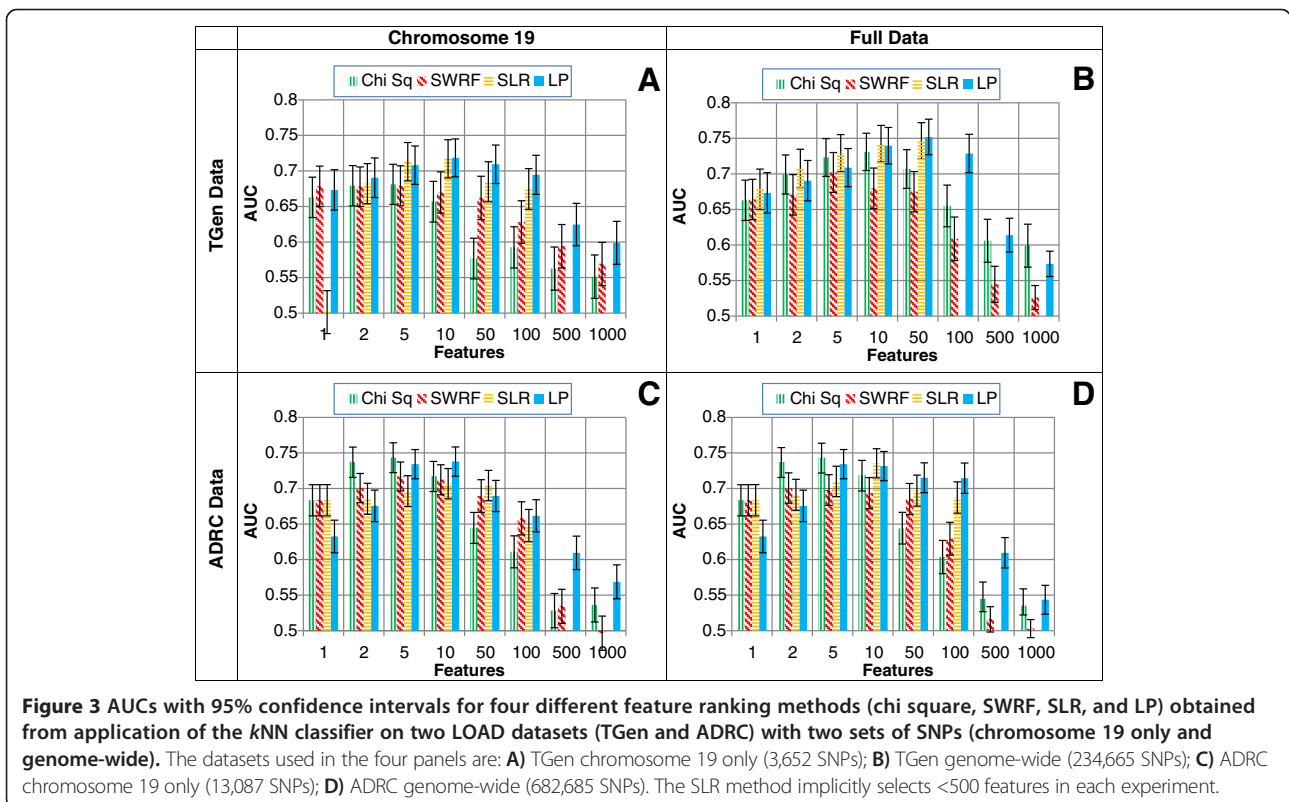 Chromosome 19
Full Data
TGen Data
Chi Sq SWRF SLR LP
A
0.8
0.75
0.7
0.65
0.6
0.55
0.5
AUC
1 2 5 10 50 100 500 1000
Features
Chi Sq SWRF SLR LP
B
0.8
0.75
0.7
0.65
0.6
0.55
0.5
AUC
1 2 5 10 50 100 500 1000
Features
ADRC Data
Chi Sq SWRF SLR LP
C
0.8
0.75
0.7
0.65
0.6
0.55
0.5
AUC
1 2 5 10 50 100 500 1000
Features
Chi Sq SWRF SLR LP
D
0.8
0.75
0.7
0.65
0.6
0.55
0.5
AUC
1 2 5 10 50 100 500 1000
Features
Figure 3 AUCs with 95% confidence intervals for four different feature ranking methods (chi square, SWRF, SLR, and LP) obtained
from application of the kNN classifier on two LOAD datasets (TGen and ADRC) with two sets of SNPs (chromosome 19 only and
genome-wide). The datasets used in the four panels are: A) TGen chromosome 19 only (3,652 SNPs); B) TGen genome-wide (234,665 SNPs); C) ADRC
chromosome 19 only (13,087 SNPs); D) ADRC genome-wide (682,685 SNPs). The SLR method implicitly selects <500 features in each experiment.